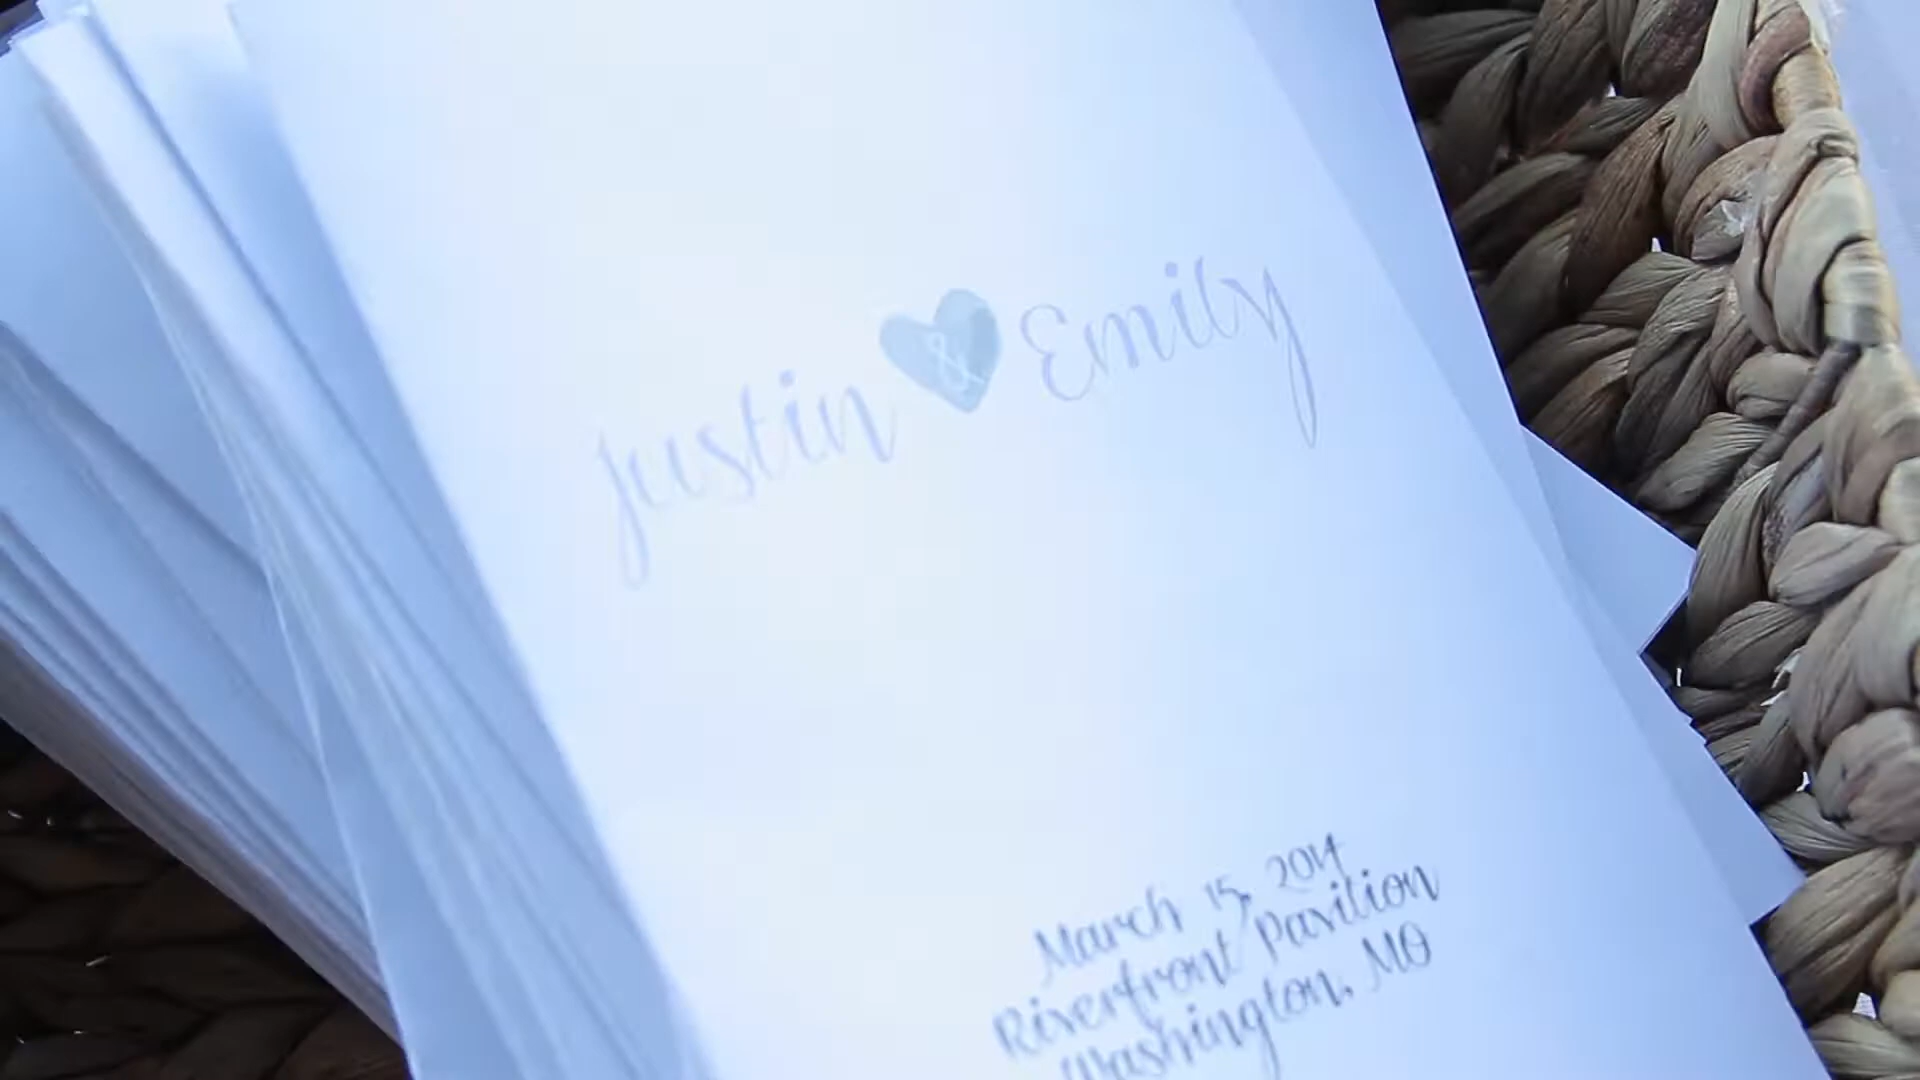 Justin & Emily
March 15, 2014
Riverfront Pavilion
Washington, MO